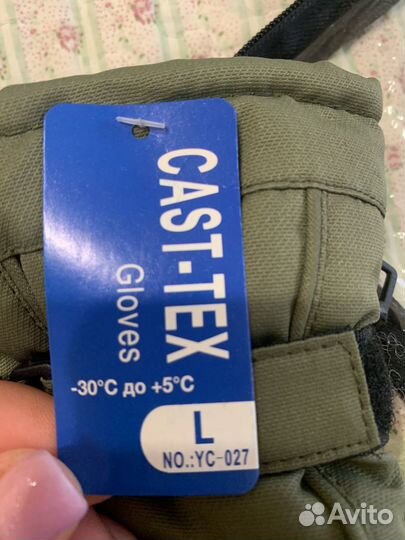 CAST-TEX
Gloves
-30°C до +5°C
L
NO.:YC-027
Avito